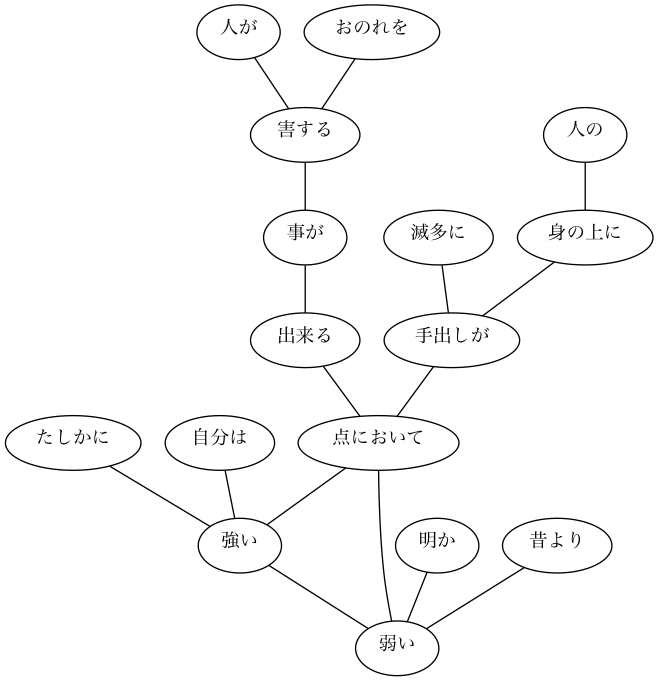 人が
おのれを
害する
人の
事が
滅多に
身の上に
出来る
手出しが
たしかに
自分は
点において
強い
明か
昔より
弱い